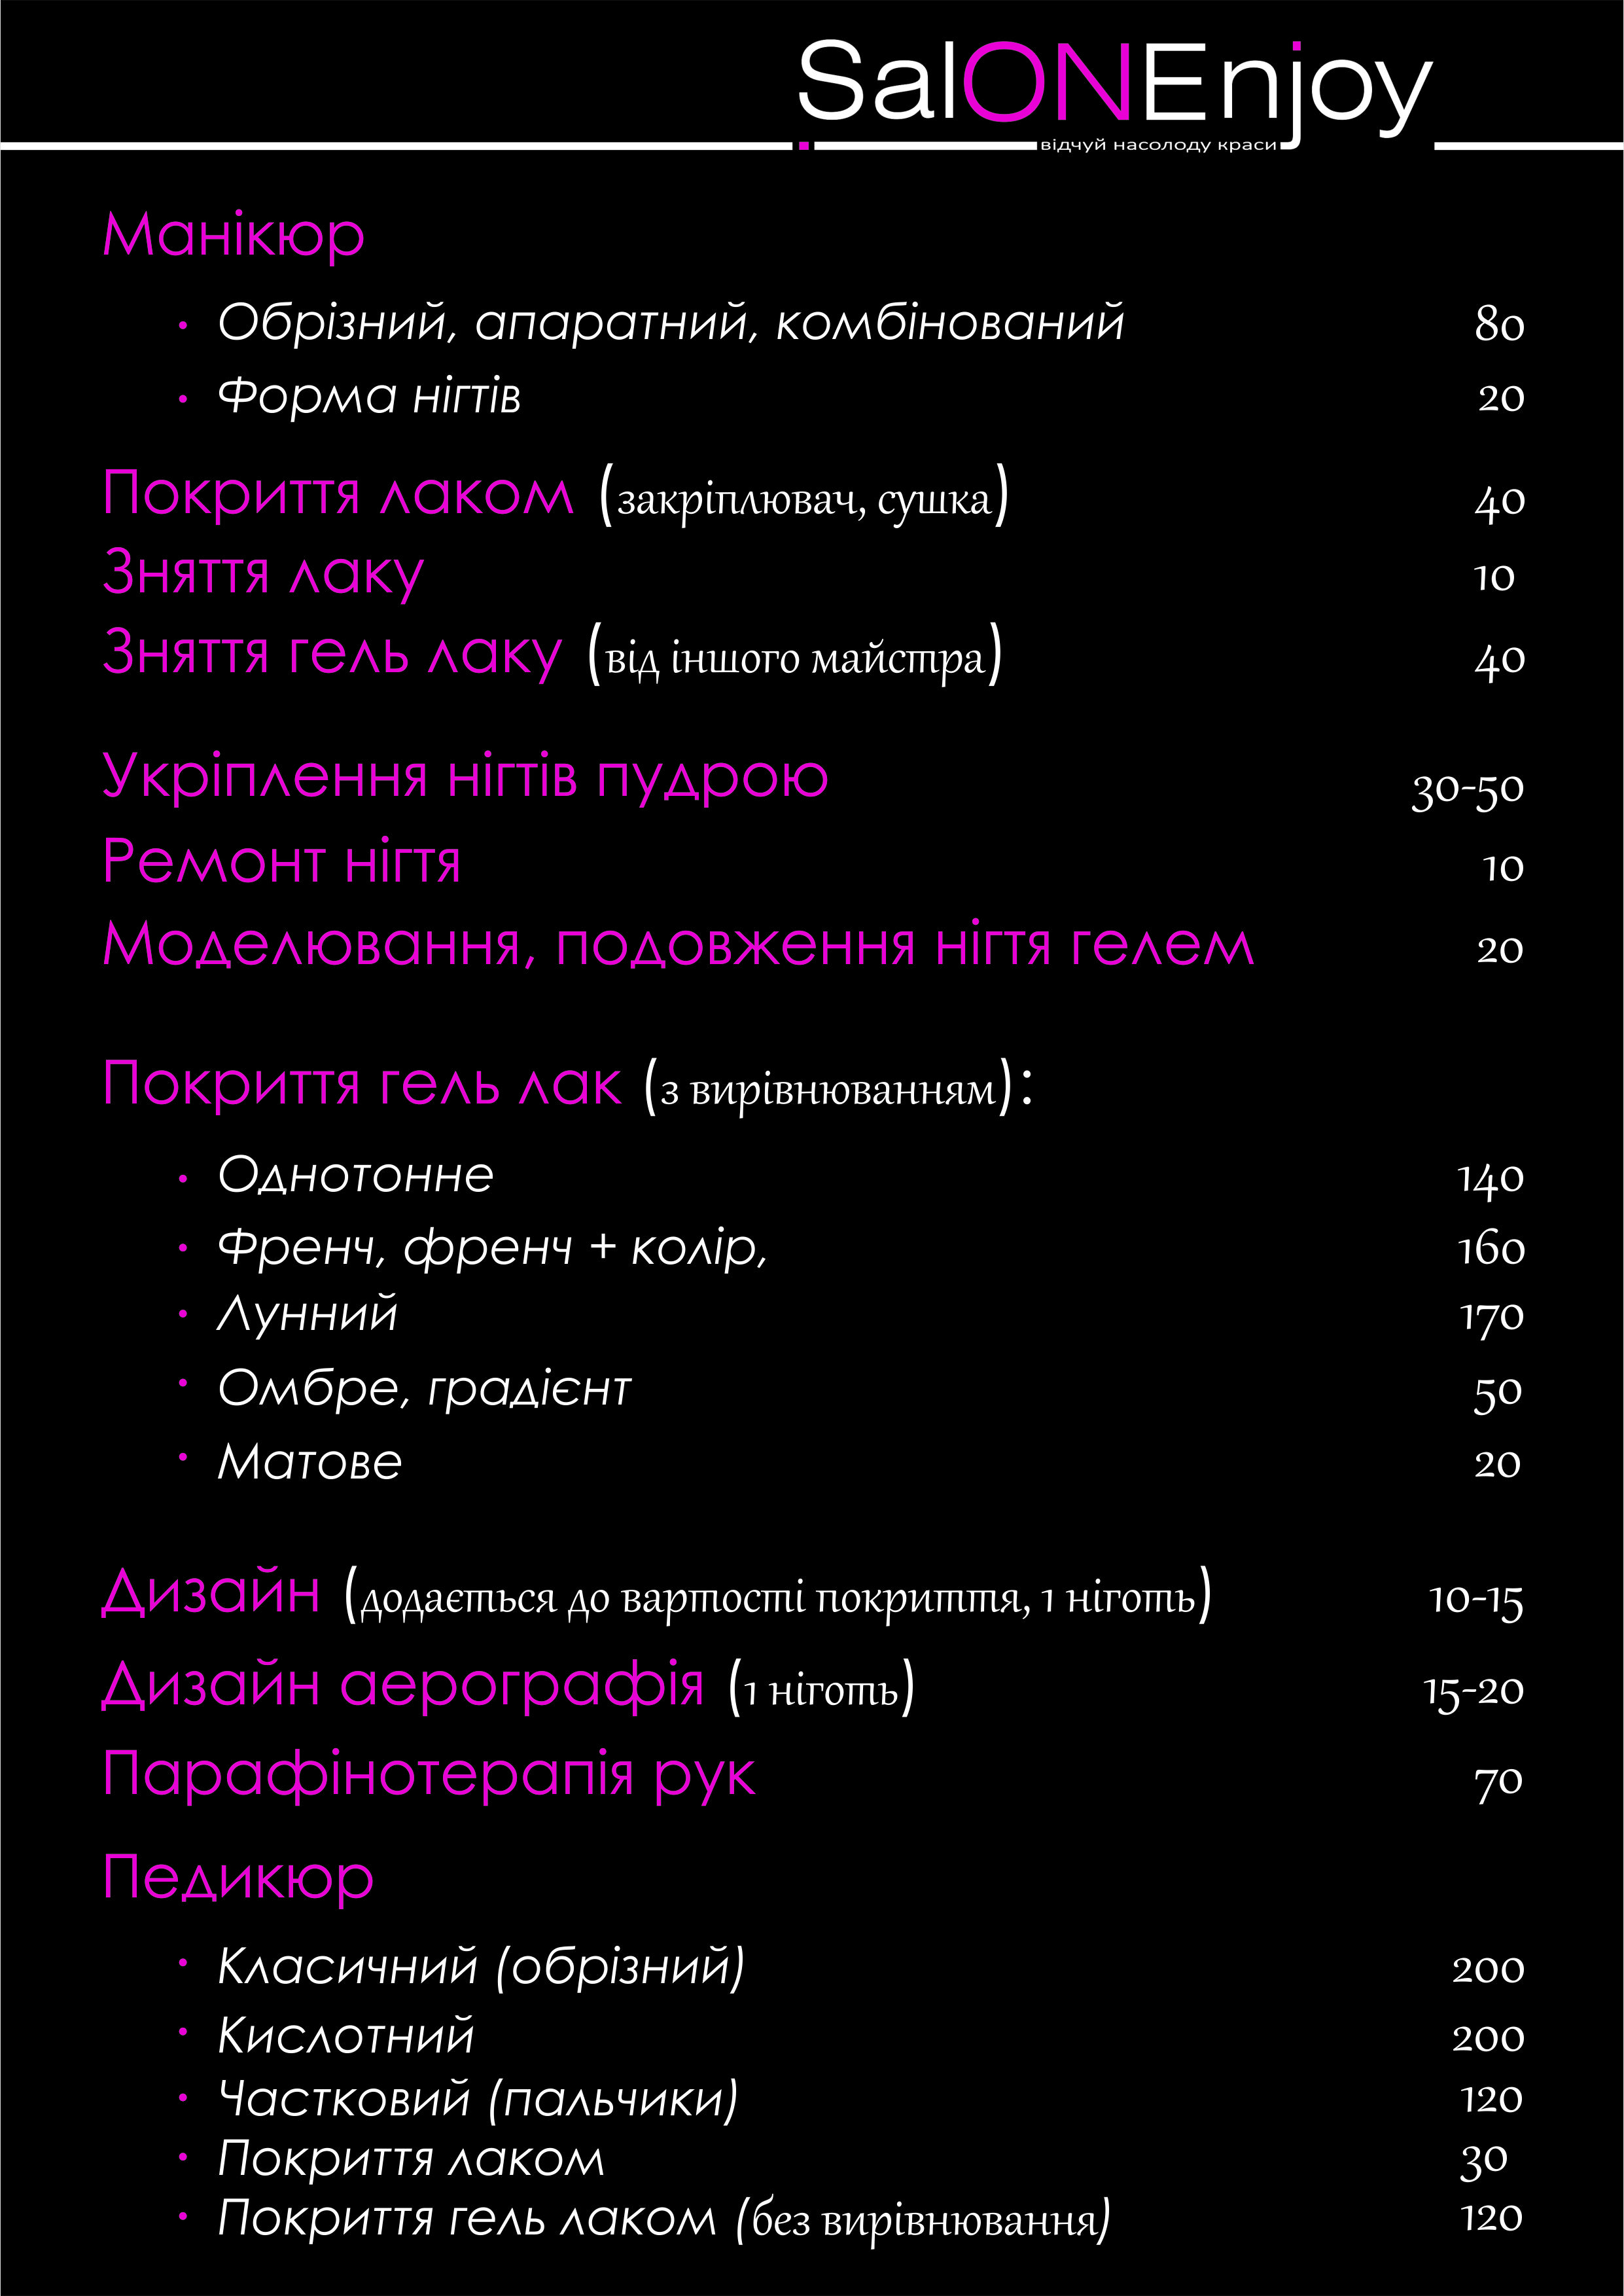 SalONEnjoy
відчуй насолоду краси
Манікюр
• Обрізний, апаратний, комбінований 80
• Форма нігтів 20
Покриття лаком (закріплювач, сушка) 40
Зняття лаку 10
Зняття гель лаку (від іншого майстра) 40
Укріплення нігтів пудрою 30-50
Ремонт нігтя 10
Моделювання, подовження нігтя гелем 20
Покриття гель лак (з вирівнюванням):
• Однотонне 140
• Френч, френч + колір, 160
• Лунний 170
• Омбре, градієнт 50
• Матове 20
Дизайн (додається до вартості покриття, 1 ніготь) 10-15
Дизайн аерографія (1 ніготь) 15-20
Парафінотерапія рук 70
Педикюр
• Класичний (обрізний) 200
• Кислотний 200
• Частковий (пальчики) 120
• Покриття лаком 30
• Покриття гель лаком (без вирівнювання) 120